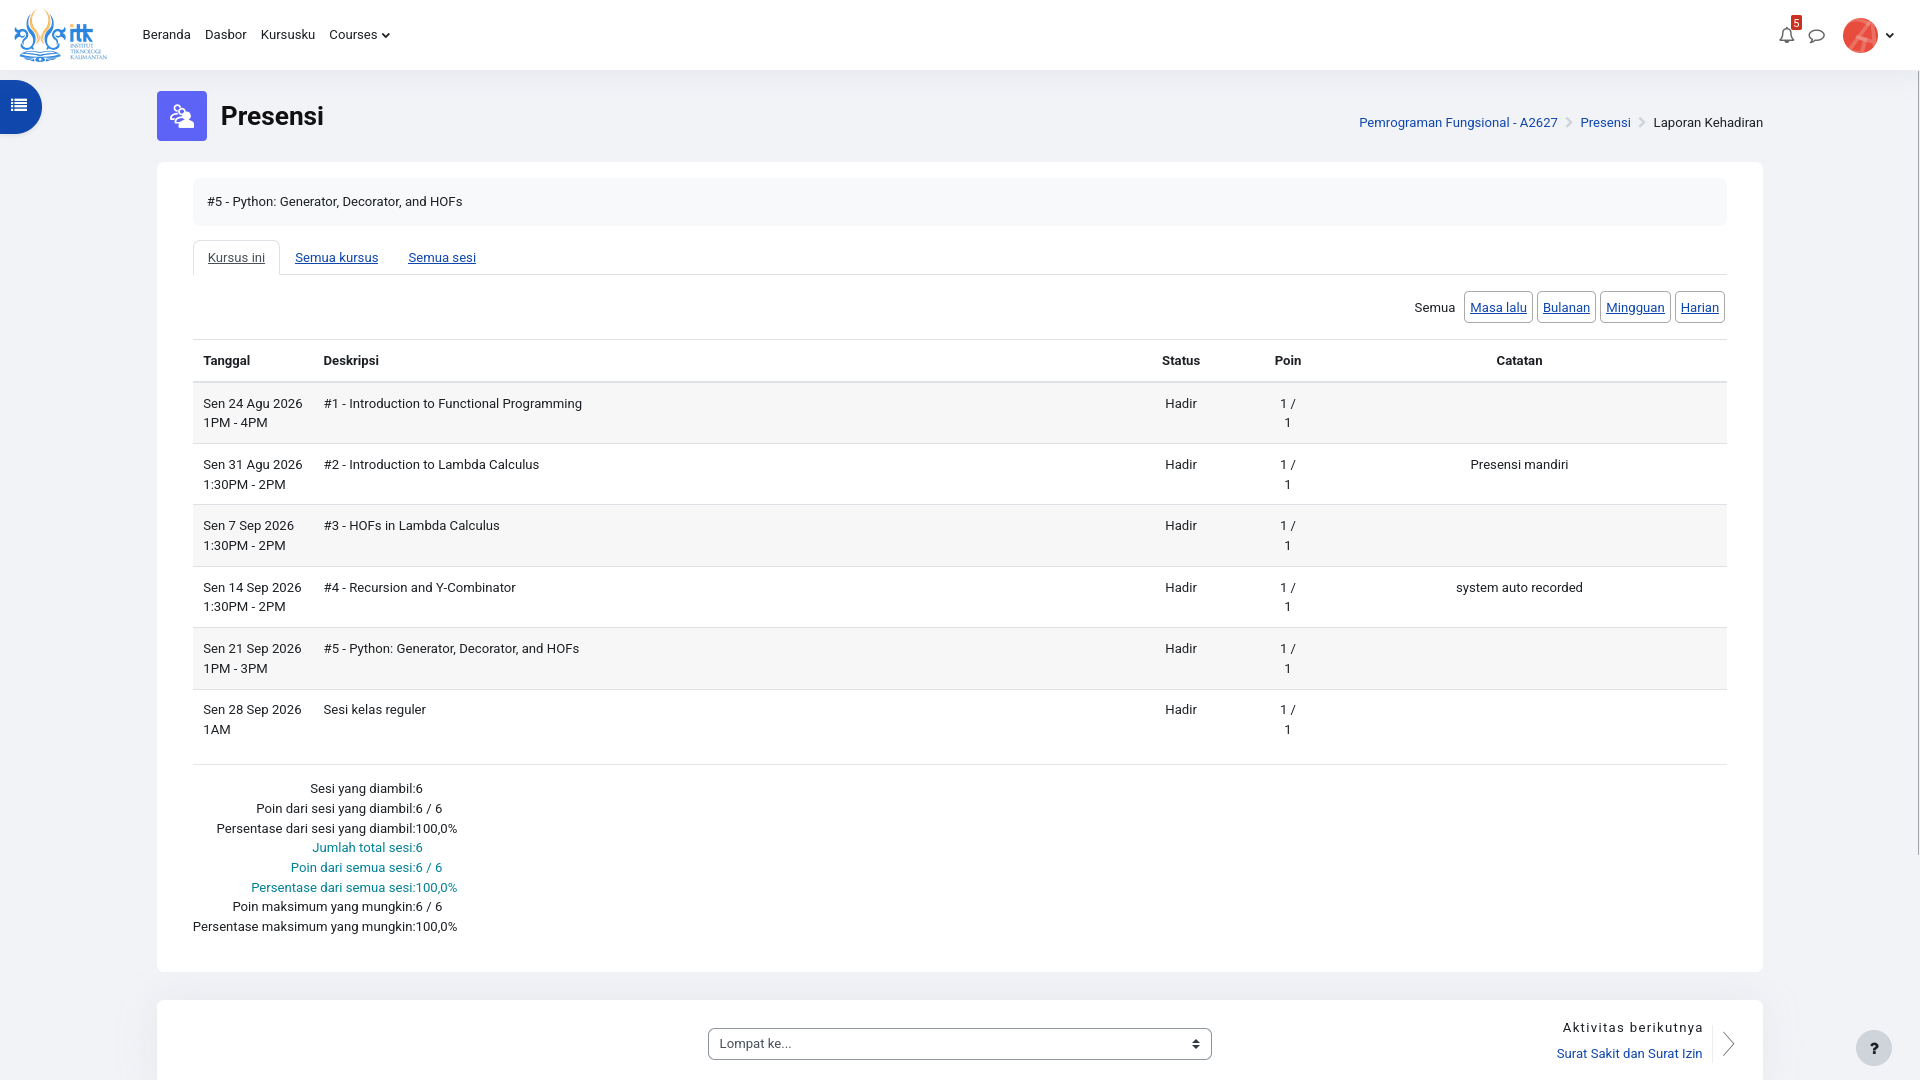 itk
INSTITUT
TEKNOLOGI
KALIMANTAN
Beranda Dasbor Kursusku Courses
5
Presensi
Pemrograman Fungsional - A2627 Presensi Laporan Kehadiran
#5 - Python: Generator, Decorator, and HOFs
Kursus ini Semua kursus Semua sesi
Semua Masa lalu Bulanan Mingguan Harian
Tanggal Deskripsi Status Poin Catatan
Sen 24 Agu 2026 #1 - Introduction to Functional Programming Hadir 1 /
1PM - 4PM 1
Sen 31 Agu 2026 #2 - Introduction to Lambda Calculus Hadir 1 / Presensi mandiri
1:30PM - 2PM 1
Sen 7 Sep 2026 #3 - HOFs in Lambda Calculus Hadir 1 /
1:30PM - 2PM 1
Sen 14 Sep 2026 #4 - Recursion and Y-Combinator Hadir 1 / system auto recorded
1:30PM - 2PM 1
Sen 21 Sep 2026 #5 - Python: Generator, Decorator, and HOFs Hadir 1 /
1PM - 3PM 1
Sen 28 Sep 2026 Sesi kelas reguler Hadir 1 /
1AM 1
Sesi yang diambil:6
Poin dari sesi yang diambil:6 / 6
Persentase dari sesi yang diambil:100,0%
Jumlah total sesi:6
Poin dari semua sesi:6 / 6
Persentase dari semua sesi:100,0%
Poin maksimum yang mungkin:6 / 6
Persentase maksimum yang mungkin:100,0%
Lompat ke...
Aktivitas berikutnya
Surat Sakit dan Surat Izin
?